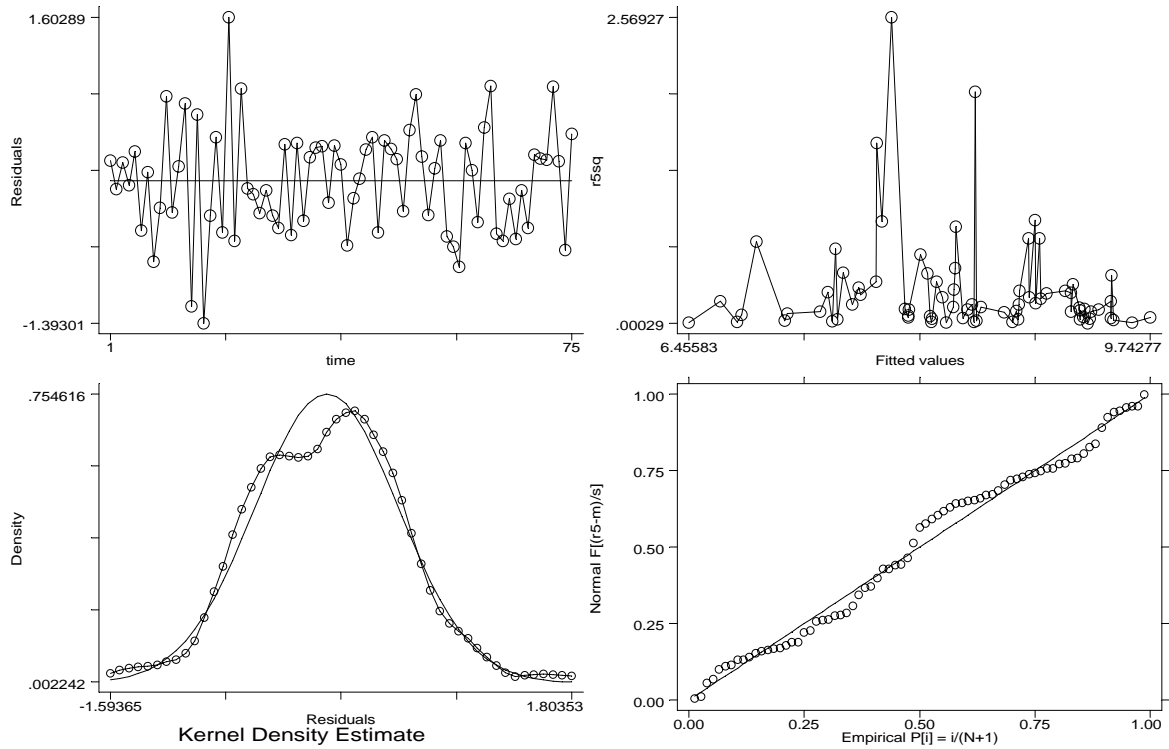 1.60289
Residuals
-1.39301
1
75
time
2.56927
r5sq
.00029
6.45583
9.74277
Fitted values
.754616
Density
.002242
-1.59365
1.80353
Residuals
Kernel Density Estimate
1.00
0.75
0.50
0.25
0.00
Normal F[(r5-m)/s]
0.00
0.25
0.50
0.75
1.00
Empirical P[i] = i/(N+1)